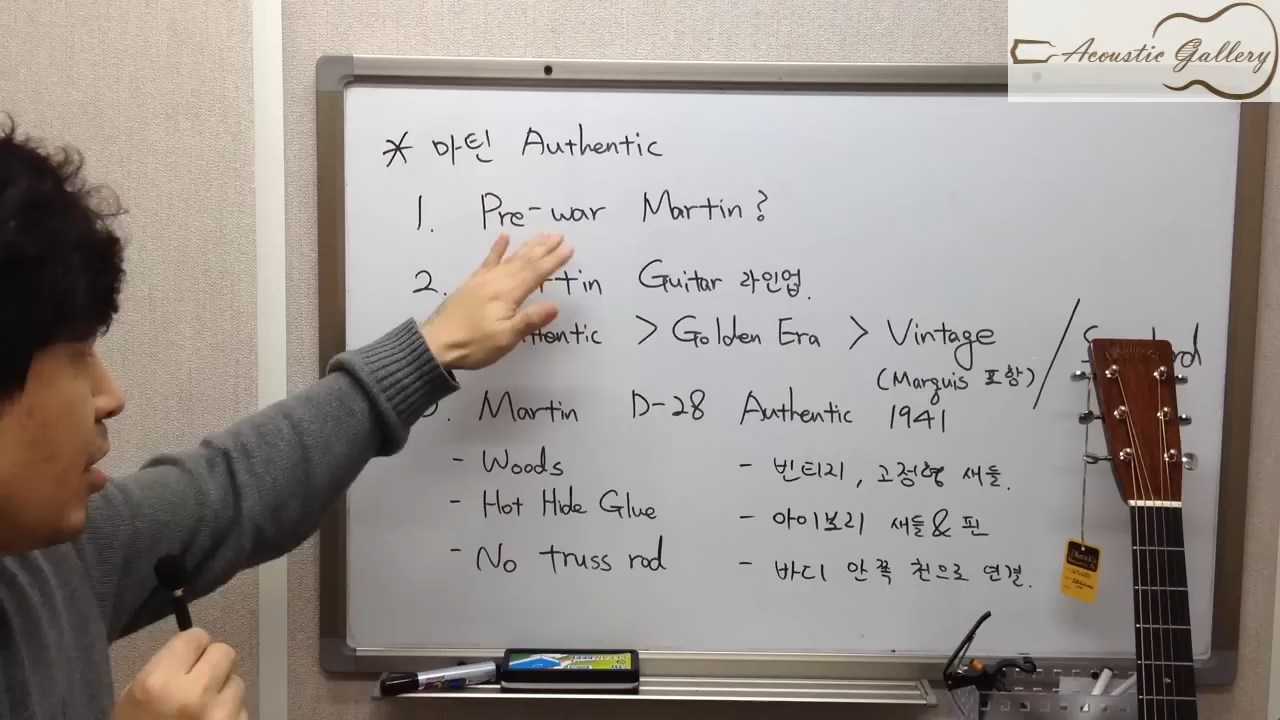 Acoustic Gallery
* 마틴 Authentic
1. Pre-war Martin?
2. Guitar 라인업.
> Golden Era > Vintage /
(Marquis 포함)
Martin D-28 Authentic 1941
- Woods
- Hot Hide Glue
- No truss rod
- 빈티지, 고정형 새들.
- 아이보리 새들 & 핀
- 바디 안쪽 천으로 연결.